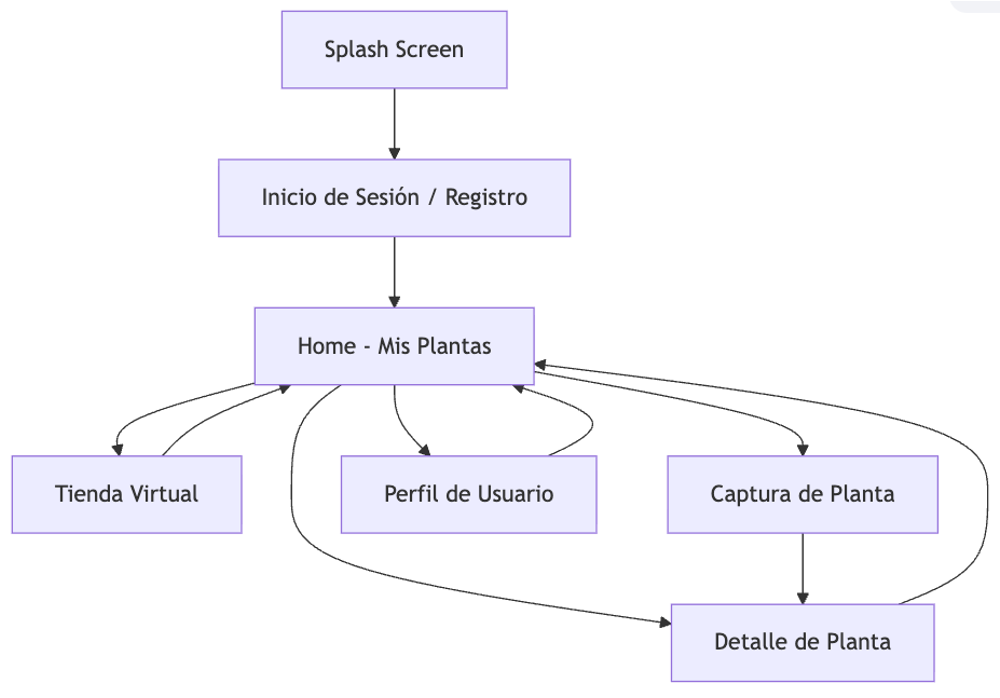 Splash Screen
Inicio de Sesión / Registro
Home - Mis Plantas
Tienda Virtual
Perfil de Usuario
Captura de Planta
Detalle de Planta